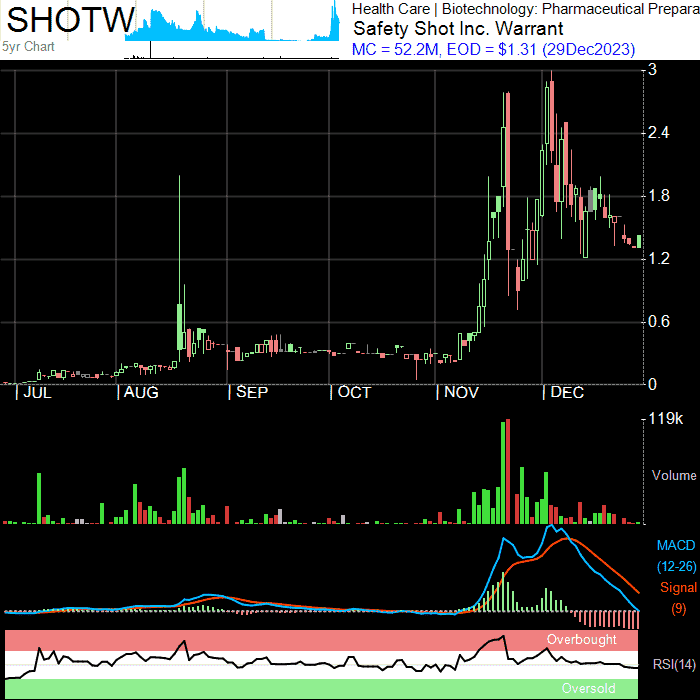 SHOTW
5yr Chart
Health Care | Biotechnology: Pharmaceutical Prepara
Safety Shot Inc. Warrant
MC = 52.2M, EOD = $1.31 (29Dec2023)
3
2.4
1.8
1.2
0.6
0
| JUL | AUG | SEP | OCT | NOV | DEC
119k
Volume
MACD
(12-26)
Signal
(9)
Overbought
RSI(14)
Oversold